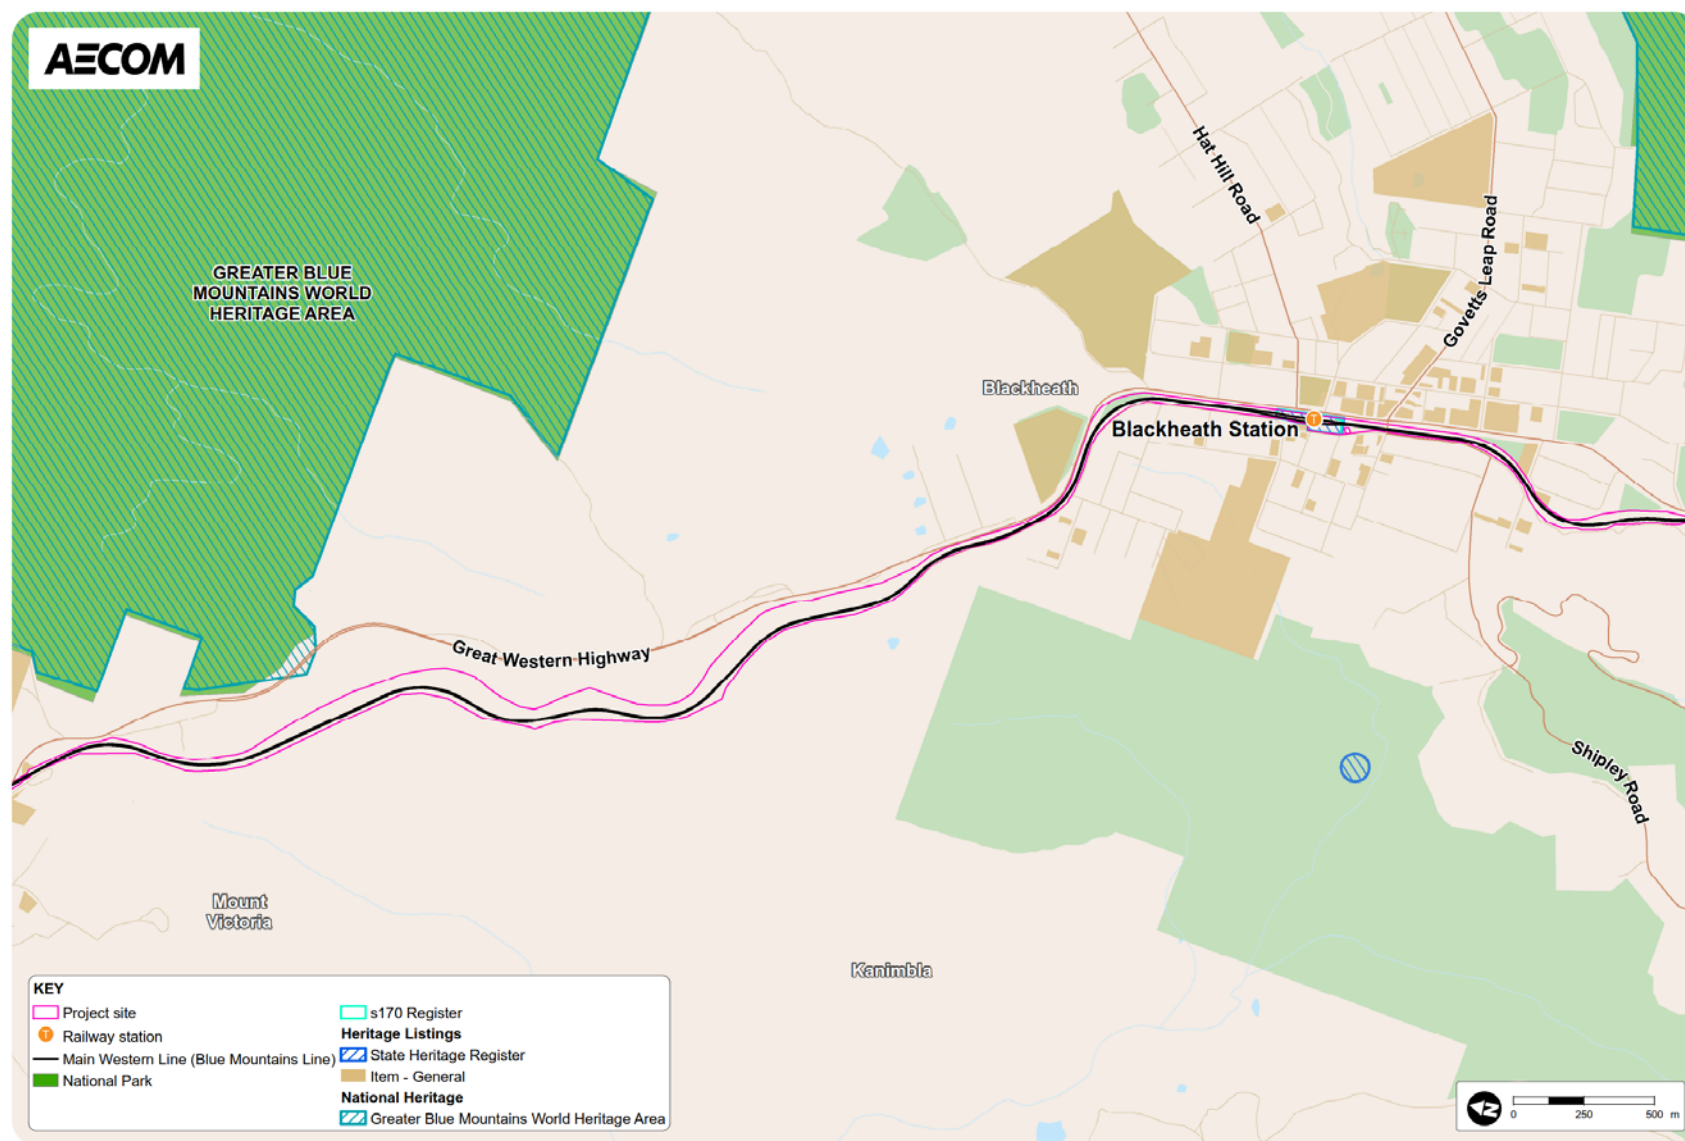 AECOM
GREATER BLUE
MOUNTAINS WORLD
HERITAGE AREA
Hat Hill Road
Govetts Leap Road
Blackheath
Blackheath Station
T
Great Western Highway
Shipley Road
Mount
Victoria
Kanimbla
KEY
Project site
T Railway station
Main Western Line (Blue Mountains Line)
National Park
s170 Register
Heritage Listings
State Heritage Register
Item - General
National Heritage
Greater Blue Mountains World Heritage Area
N
0 250 500 m